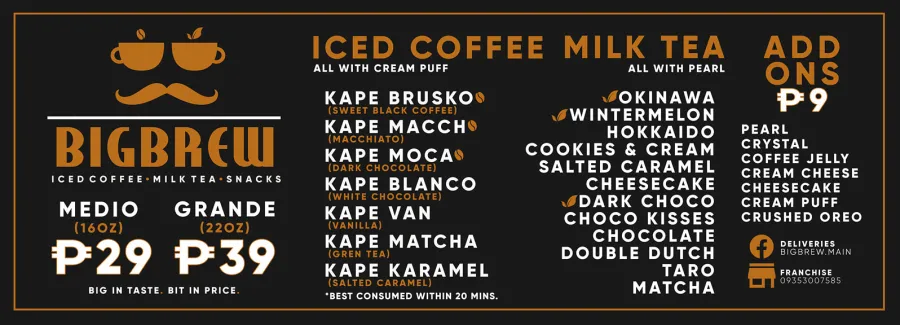 BIGBREW
ICED COFFEE • MILK TEA • SNACKS
MEDIO
(16OZ)
₱29
GRANDE
(22OZ)
₱39
BIG IN TASTE. BIT IN PRICE.
ICED COFFEE
ALL WITH CREAM PUFF
KAPE BRUSKO
(SWEET BLACK COFFEE)
KAPE MACCH
(MACCHIATO)
KAPE MOCA
(DARK CHOCOLATE)
KAPE BLANCO
(WHITE CHOCOLATE)
KAPE VAN
(VANILLA)
KAPE MATCHA
(GREN TEA)
KAPE KARAMEL
(SALTED CARAMEL)
*BEST CONSUMED WITHIN 20 MINS.
MILK TEA
ALL WITH PEARL
OKINAWA
WINTERMELON
HOKKAIDO
COOKIES & CREAM
SALTED CARAMEL
CHEESECAKE
DARK CHOCO
CHOCO KISSES
CHOCOLATE
DOUBLE DUTCH
TARO
MATCHA
ADD
ONS
₱9
PEARL
CRYSTAL
COFFEE JELLY
CREAM CHEESE
CHEESECAKE
CREAM PUFF
CRUSHED OREO
DELIVERIES
BIGBREW.MAIN
FRANCHISE
09353007585